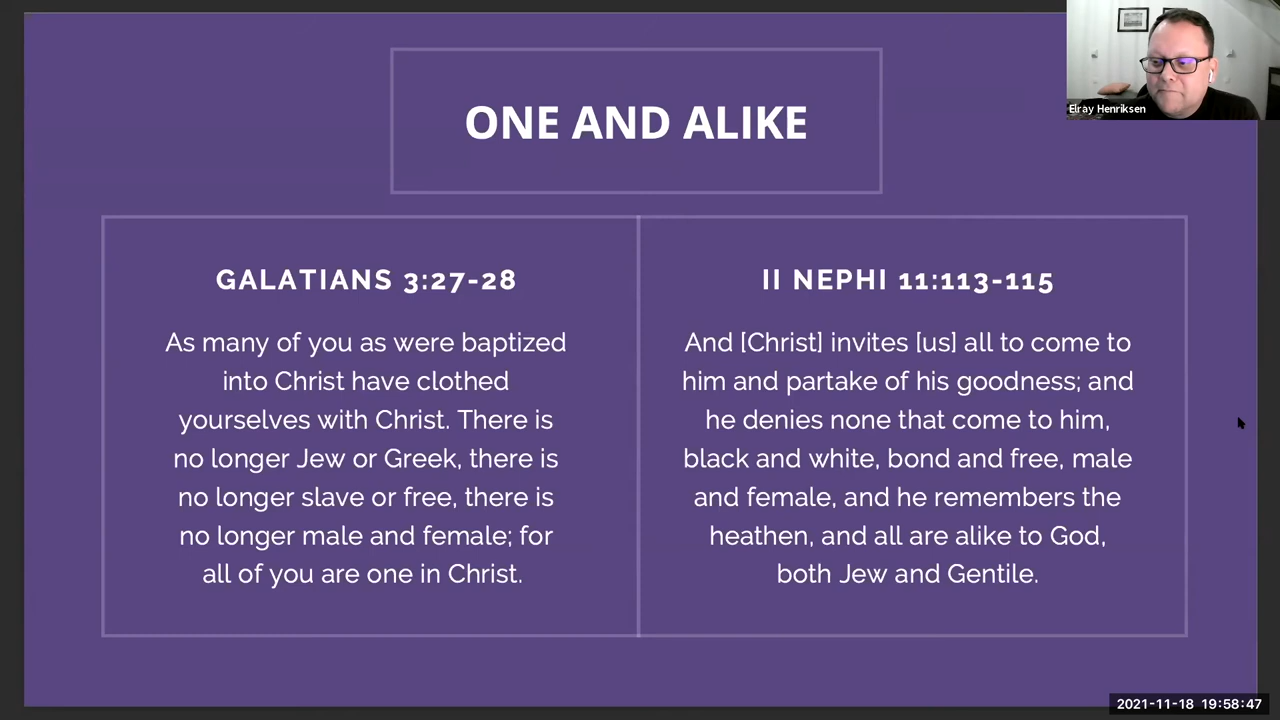 ONE AND ALIKE
Elray Henriksen
GALATIANS 3:27-28
As many of you as were baptized
into Christ have clothed
yourselves with Christ. There is
no longer Jew or Greek, there is
no longer slave or free, there is
no longer male and female; for
all of you are one in Christ.
II NEPHI 11:113-115
And [Christ] invites [us] all to come to
him and partake of his goodness; and
he denies none that come to him,
black and white, bond and free, male
and female, and he remembers the
heathen, and all are alike to God,
both Jew and Gentile.
2021-11-18 19:58:47